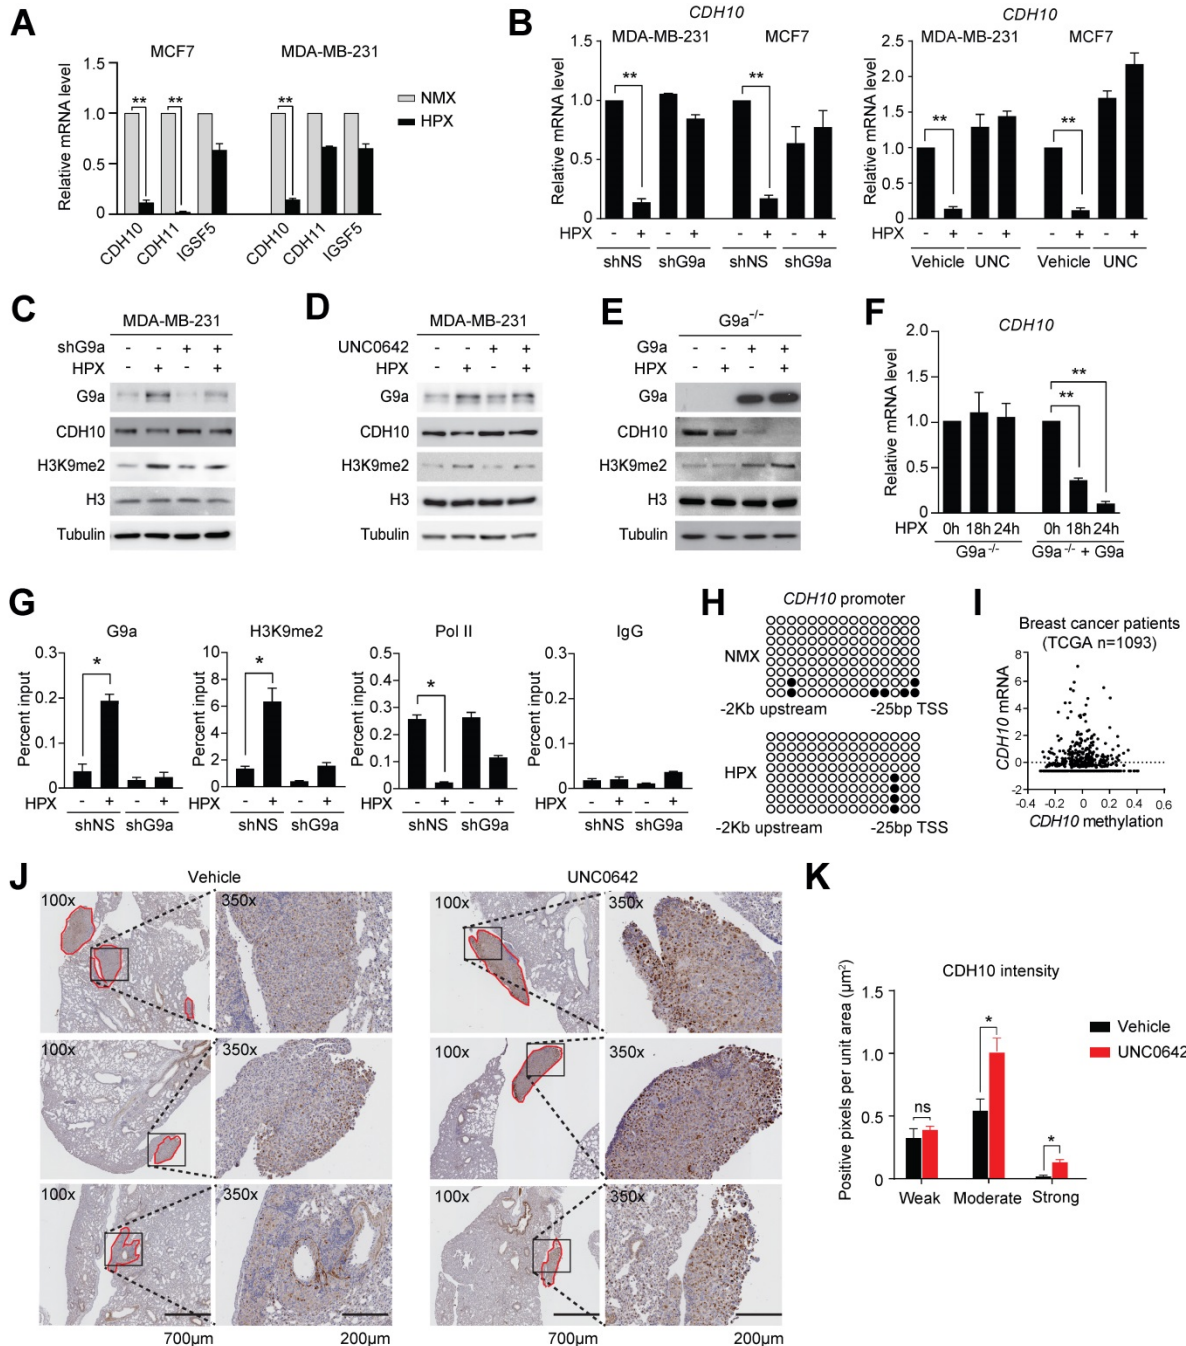 A
MCF7 MDA-MB-231
Relative mRNA level
1.5
1.0
0.5
0
** ** **
NMX
HPX
CDH10 CDH11 IGSF5 CDH10 CDH11 IGSF5
B
CDH10 CDH10
MDA-MB-231 MCF7 MDA-MB-231 MCF7
Relative mRNA level
1.5
1.0
0.5
0.0
** **
HPX - + - + - + - +
shNS shG9a shNS shG9a
Relative mRNA level
2.5
2.0
1.5
1.0
0.5
0
** **
HPX - + - + - + - +
Vehicle UNC Vehicle UNC
C
MDA-MB-231
shG9a - - + +
HPX - + - +
G9a
CDH10
H3K9me2
H3
Tubulin
D
MDA-MB-231
UNC0642 - - + +
HPX - + - +
G9a
CDH10
H3K9me2
H3
Tubulin
E
G9a-/-
G9a - - + +
HPX - + - +
G9a
CDH10
H3K9me2
H3
Tubulin
F
CDH10
Relative mRNA level
2.0
1.5
1.0
0.5
0
**
**
HPX 0h 18h 24h 0h 18h 24h
G9a-/- G9a-/- + G9a
G
G9a
Percent input
0.3
0.2
0.1
0
*
HPX - + - +
shNS shG9a
H3K9me2
Percent input
10
8
6
4
2
0
*
HPX - + - +
shNS shG9a
Pol II
Percent input
0.5
0.4
0.3
0.2
0.1
0
*
HPX - + - +
shNS shG9a
IgG
Percent input
0.3
0.2
0.1
0
HPX - + - +
shNS shG9a
H
CDH10 promoter
NMX
-2Kb upstream -25bp TSS
HPX
-2Kb upstream -25bp TSS
I
Breast cancer patients
(TCGA n=1093)
CDH10 mRNA
8
6
4
2
0
-2
-0.4 -0.2 0 0.2 0.4 0.6
CDH10 methylation
J
Vehicle UNC0642
100x 350x 100x 350x
100x 350x 100x 350x
100x 350x 100x 350x
700µm 200µm 700µm 200µm
K
CDH10 intensity
Positive pixels per unit area (µm²)
1.5
1.0
0.5
0
ns * *
Vehicle
UNC0642
Weak Moderate Strong